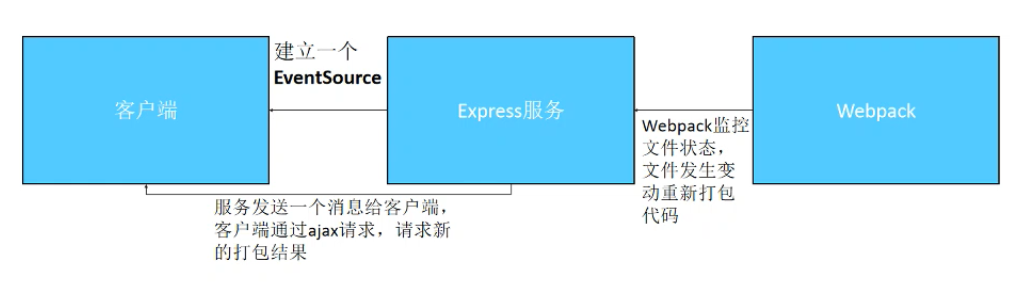 建立一个
EventSource
客户端
Express服务
Webpack
Webpack监控
文件状态，
文件发生变
动重新打包
代码
服务发送一个消息给客户端，
客户端通过ajax请求，请求新
的打包结果